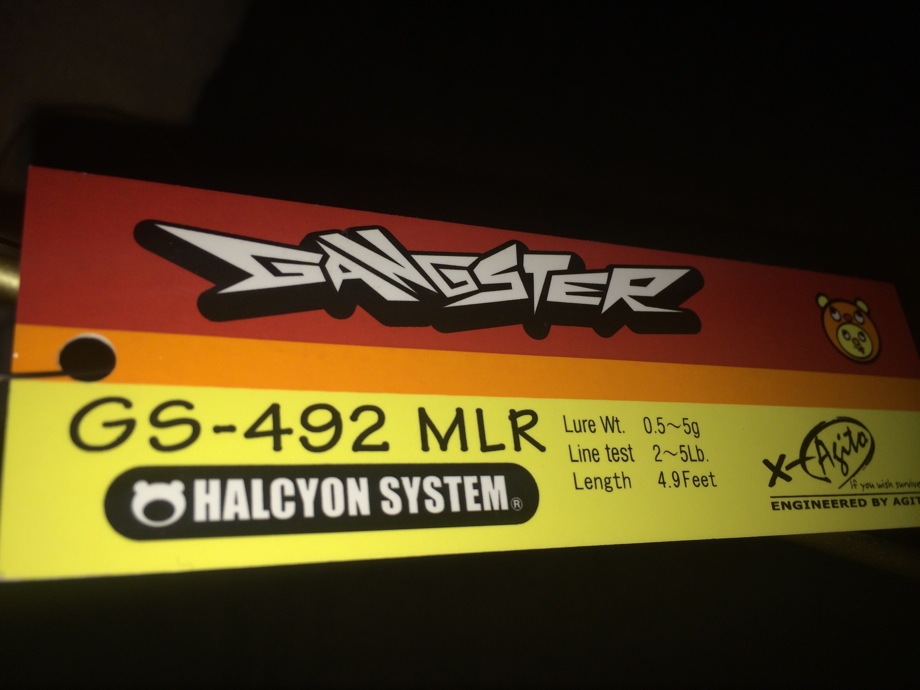 GANGSTER
GS-492 MLR
HALCYON SYSTEM®
Lure Wt. 0.5~5g
Line test 2~5Lb.
Length 4.9Feet
X-Agito
If you wish
ENGINEERED BY